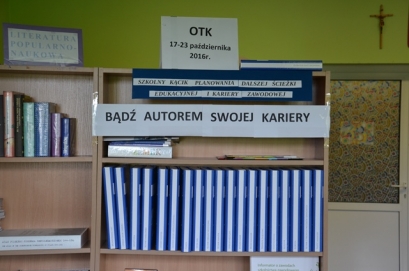 LITERATURA
POPULARNO-
NAUKOWA
OTK
17-23 października
2016r.
SZKOLNY KĄCIK PLANOWANIA DALSZEJ ŚCIEŻKI
EDUKACYJNEJ I KARIERY ZAWODOWEJ
BĄDŹ AUTOREM SWOJEJ KARIERY